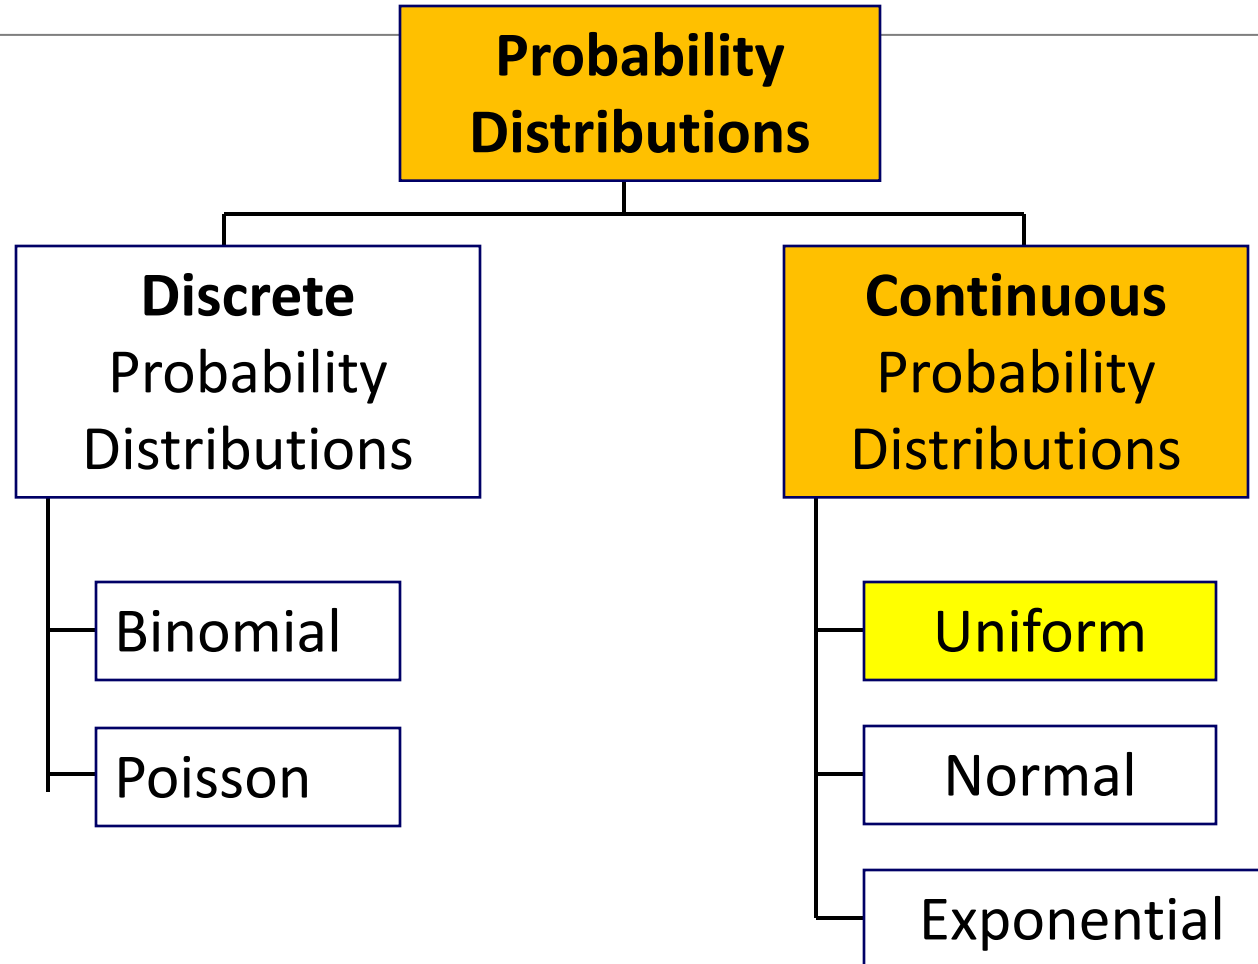 Probability
Distributions
Discrete
Probability
Distributions
Binomial
Poisson
Continuous
Probability
Distributions
Uniform
Normal
Exponential